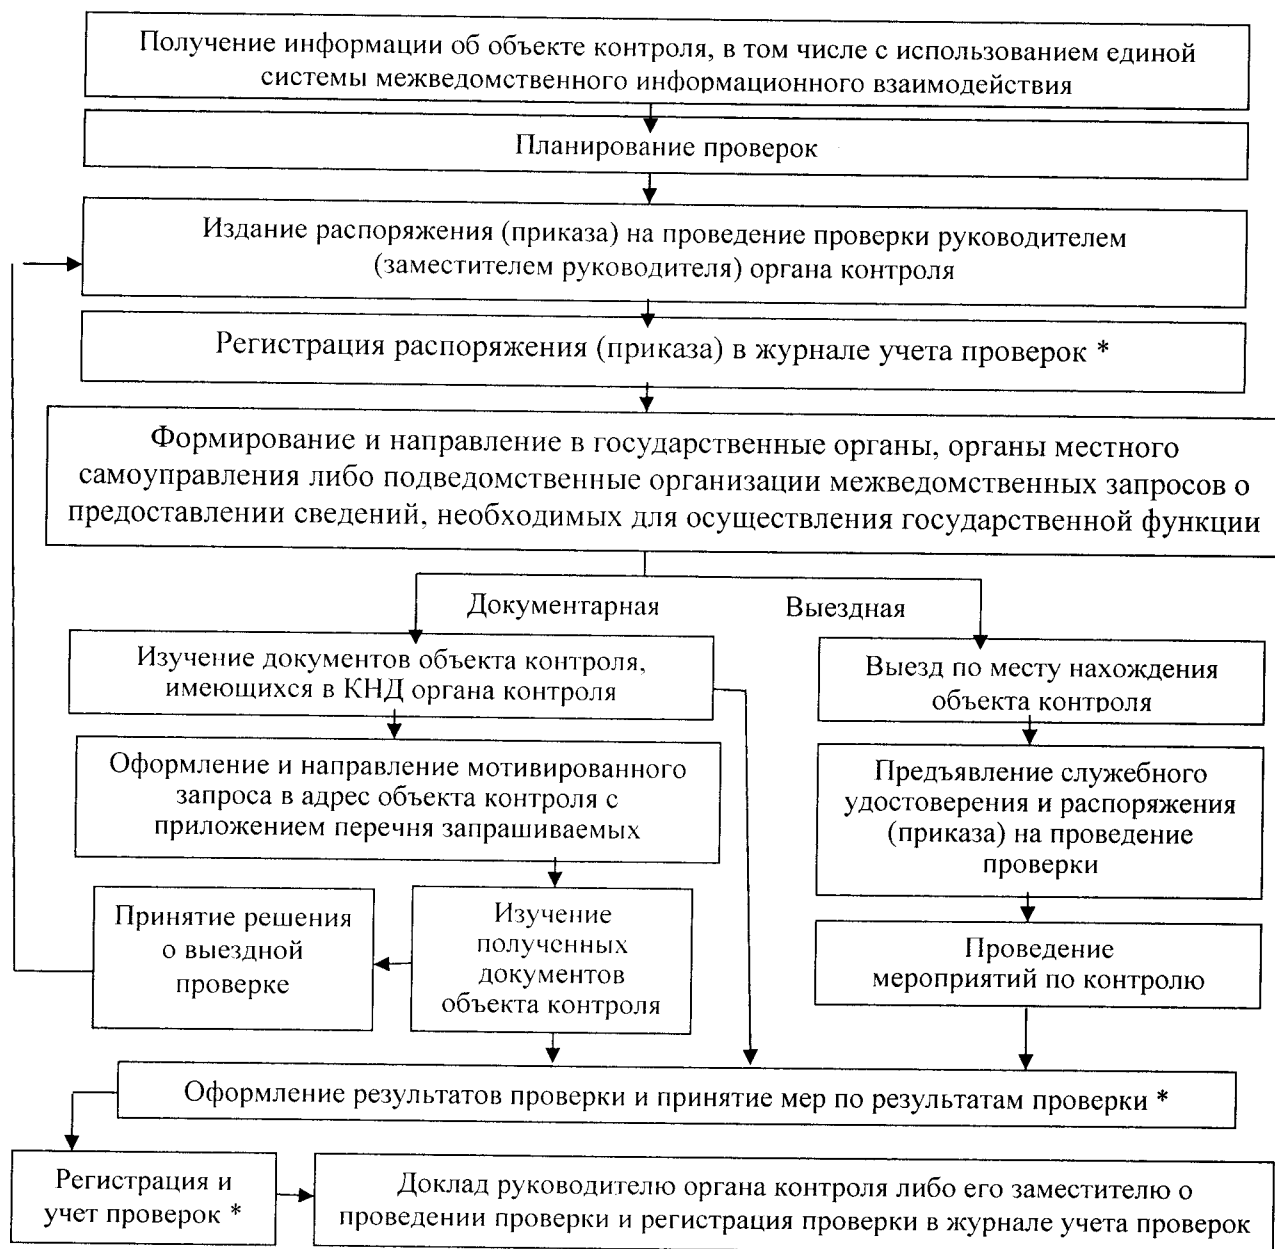 Получение информации об объекте контроля, в том числе с использованием единой
системы межведомственного информационного взаимодействия
Планирование проверок
Издание распоряжения (приказа) на проведение проверки руководителем
(заместителем руководителя) органа контроля
Регистрация распоряжения (приказа) в журнале учета проверок *
Формирование и направление в государственные органы, органы местного
самоуправления либо подведомственные организации межведомственных запросов о
предоставлении сведений, необходимых для осуществления государственной функции
Документарная
Выездная
Изучение документов объекта контроля,
имеющихся в КНД органа контроля
Выезд по месту нахождения
объекта контроля
Оформление и направление мотивированного
запроса в адрес объекта контроля с
приложением перечня запрашиваемых
Предъявление служебного
удостоверения и распоряжения
(приказа) на проведение
проверки
Принятие решения
о выездной
проверке
Изучение
полученных
документов
объекта контроля
Проведение
мероприятий по контролю
Оформление результатов проверки и принятие мер по результатам проверки *
Регистрация и
учет проверок *
Доклад руководителю органа контроля либо его заместителю о
проведении проверки и регистрация проверки в журнале учета проверок